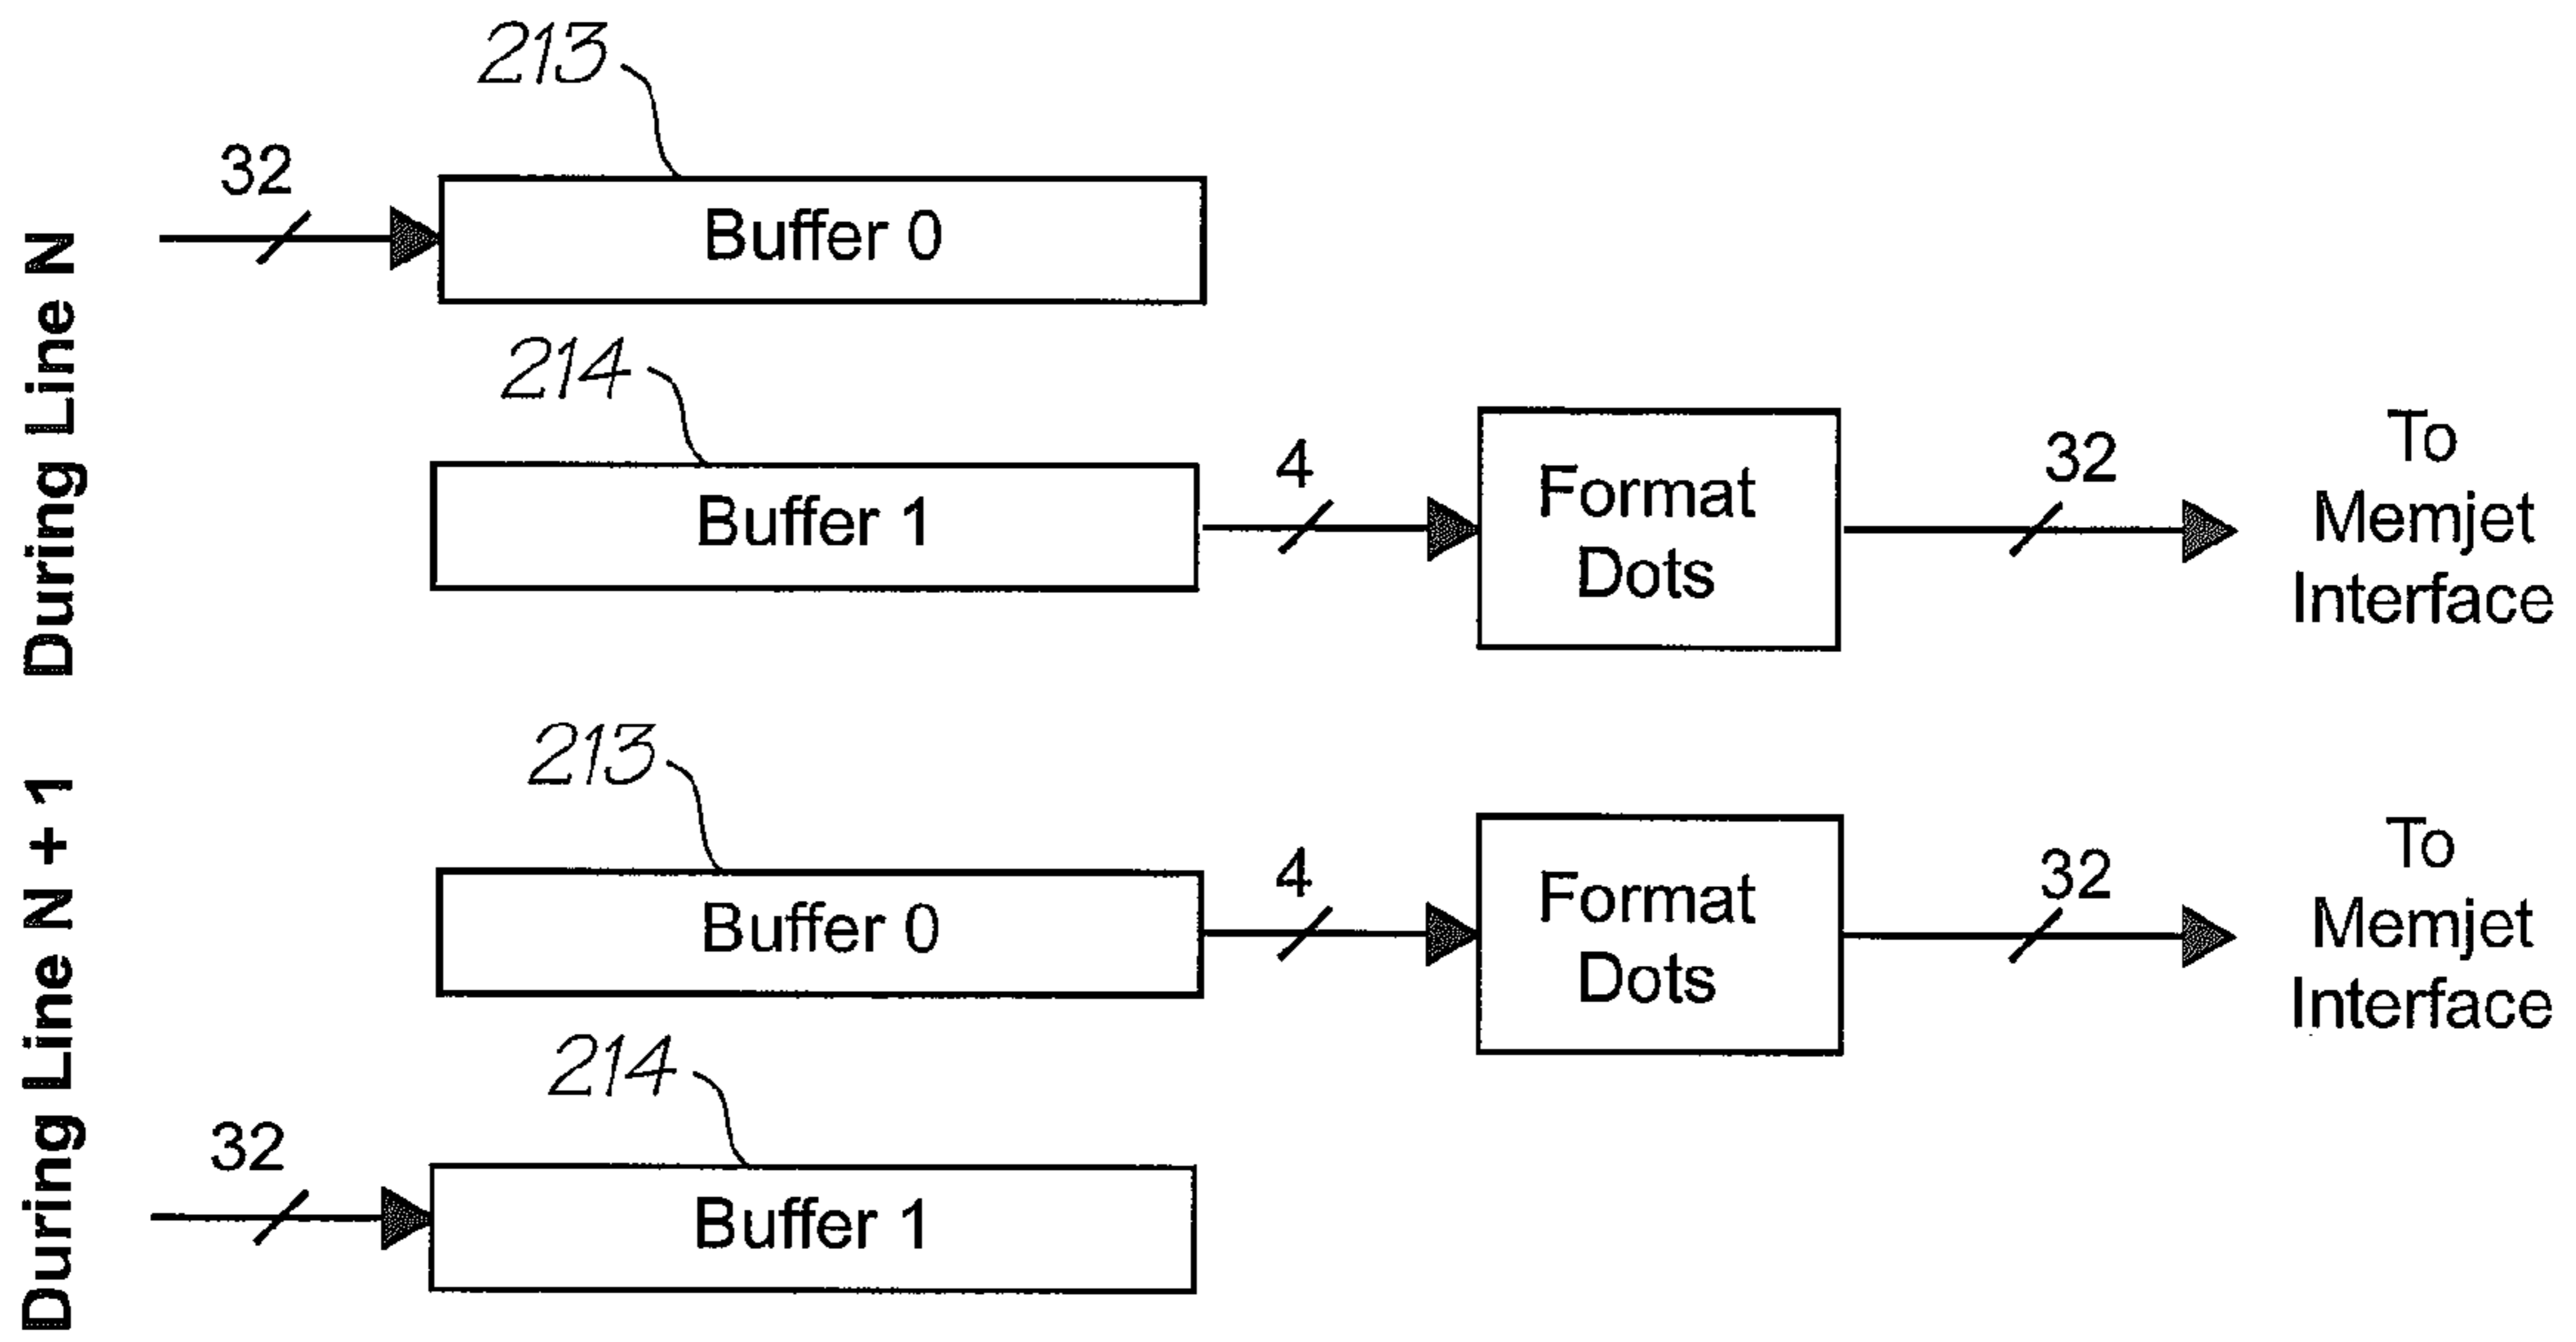 During Line N
213
32
Buffer 0
214
Buffer 1
4
Format
Dots
32
To
Memjet
Interface
During Line N + 1
213
Buffer 0
4
Format
Dots
32
To
Memjet
Interface
214
32
Buffer 1